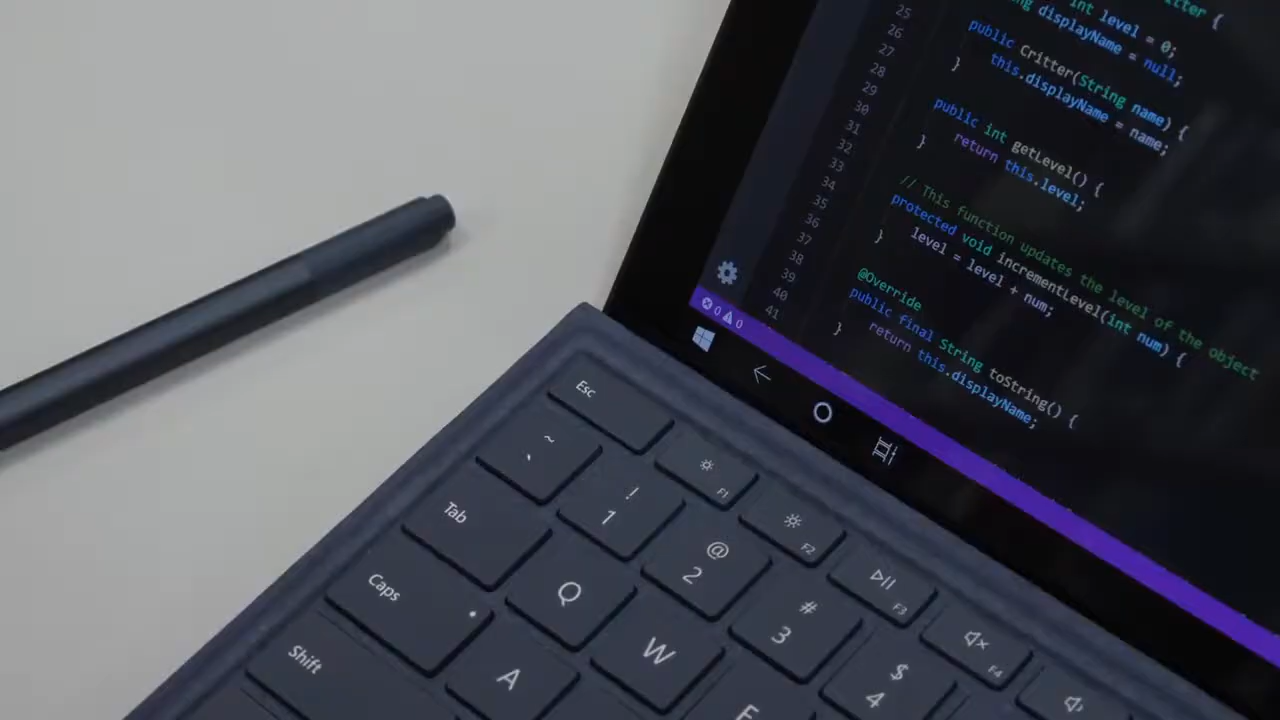 25
26
27
28
29
30
31
32
33
34
35
36
37
38
39
40
41
int level = 0;
displayName = null;
public Critter(String name) {
this.displayName = name;
}
public int getLevel() {
return this.level;
}
// This function updates the level of the object
protected void incrementLevel(int num) {
level = level + num;
}
@Override
public final String toString() {
return this.displayName;
}
0 0
Esc
F1
F2
F3
F4
~
`
!
1
@
2
#
3
$
4
Tab
Q
W
E
Caps
A
Shift